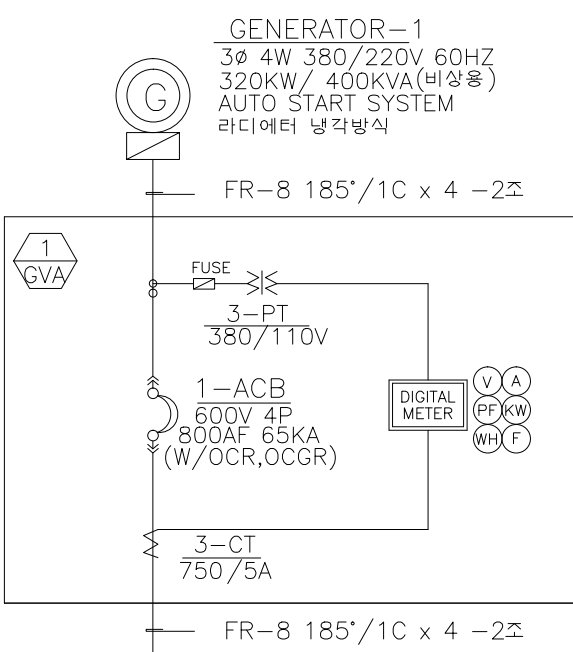 GENERATOR-1
3ø 4W 380/220V 60HZ
320KW/ 400KVA(비상용)
AUTO START SYSTEM
라디에터 냉각방식
G
FR-8 185°/1C x 4 -2조
1
GVA
FUSE
3-PT
380/110V
1-ACB
600V 4P
800AF 65KA
(W/OCR,OCGR)
DIGITAL
METER
V A
PF KW
WH F
3-CT
750/5A
FR-8 185°/1C x 4 -2조